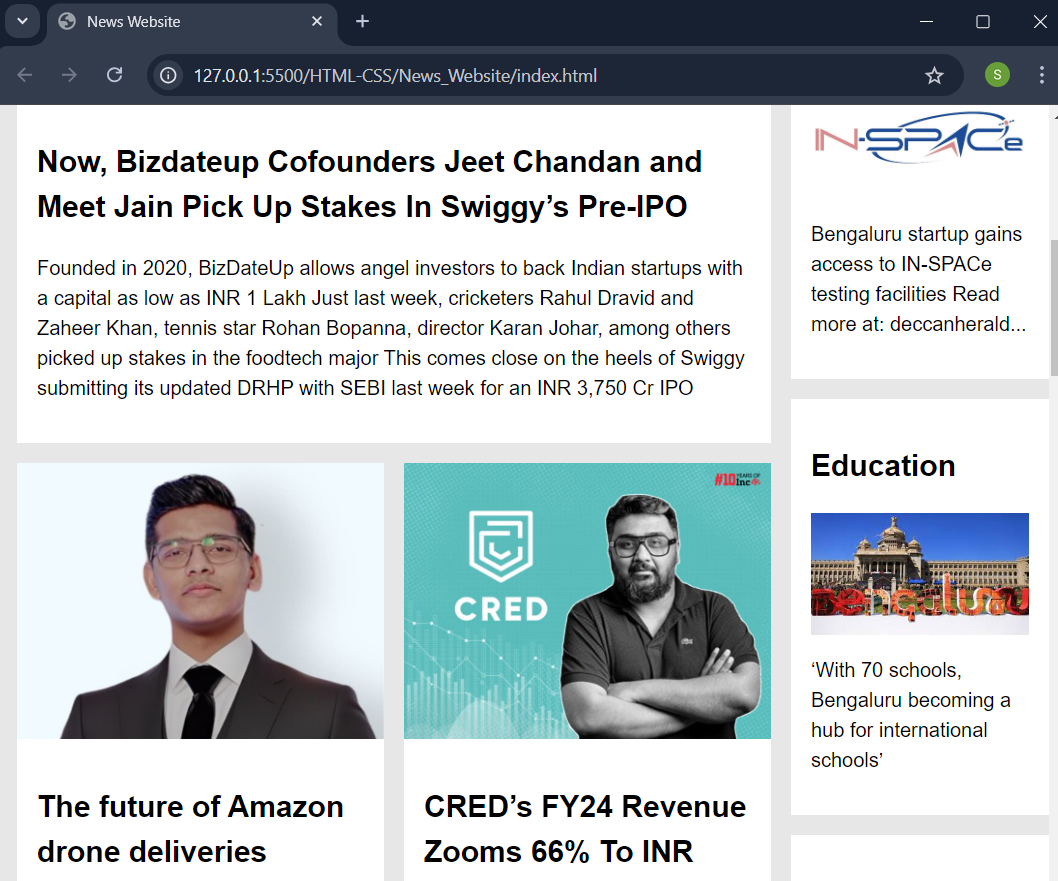 News Website
127.0.0.1:5500/HTML-CSS/News_Website/index.html
S
Now, Bizdateup Cofounders Jeet Chandan and
Meet Jain Pick Up Stakes In Swiggy’s Pre-IPO
Founded in 2020, BizDateUp allows angel investors to back Indian startups with
a capital as low as INR 1 Lakh Just last week, cricketers Rahul Dravid and
Zaheer Khan, tennis star Rohan Bopanna, director Karan Johar, among others
picked up stakes in the foodtech major This comes close on the heels of Swiggy
submitting its updated DRHP with SEBI last week for an INR 3,750 Cr IPO
#10 YEARS OF
Inc42
CRED
The future of Amazon
drone deliveries
CRED’s FY24 Revenue
Zooms 66% To INR
IN-SPACe
Bengaluru startup gains
access to IN-SPACe
testing facilities Read
more at: deccanherald...
Education
Bengaluru
‘With 70 schools,
Bengaluru becoming a
hub for international
schools’